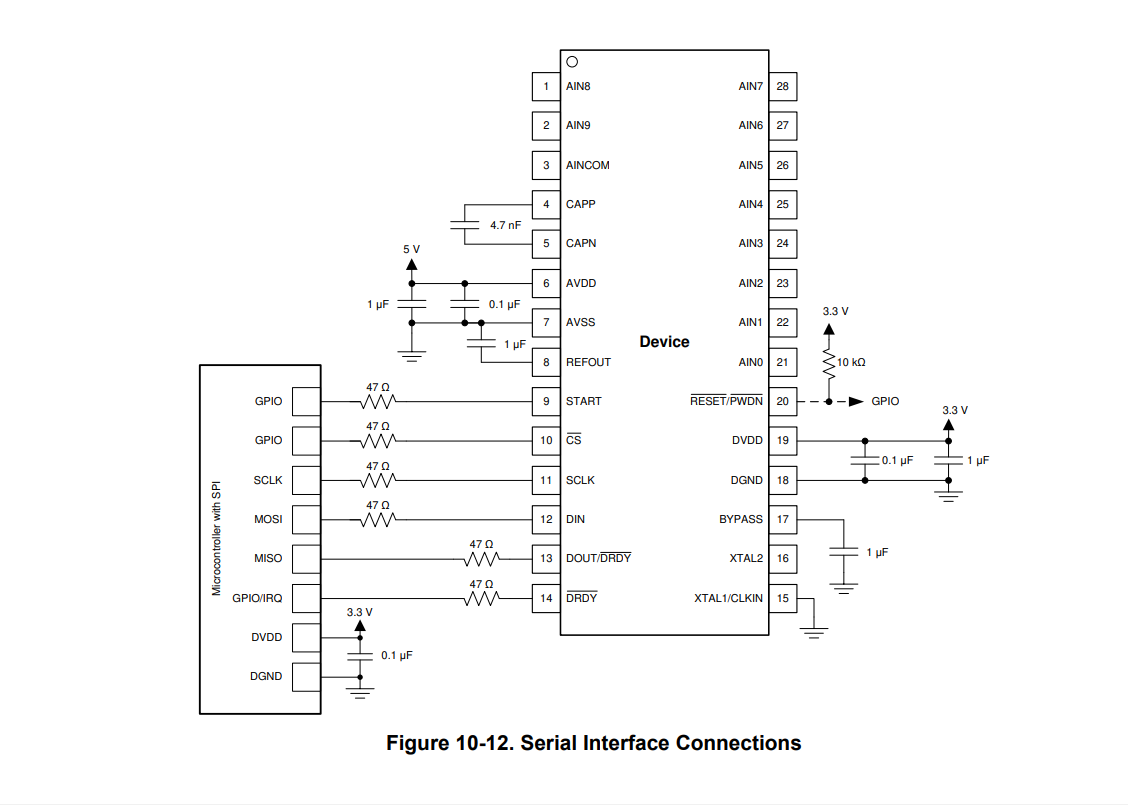 1 AIN8 AIN7 28
2 AIN9 AIN6 27
3 AINCOM AIN5 26
4 CAPP AIN4 25
4.7 nF
5 CAPN AIN3 24
5 V
6 AVDD AIN2 23
1 µF 0.1 µF
7 AVSS AIN1 22
3.3 V
1 µF Device
8 REFOUT AIN0 21
10 kΩ
47 Ω
GPIO 9 START RESET/PWDN 20 GPIO
3.3 V
47 Ω
GPIO 10 CS DVDD 19
0.1 µF 1 µF
47 Ω
SCLK 11 SCLK DGND 18
47 Ω
MOSI 12 DIN BYPASS 17
Microcontroller with SPI
47 Ω
1 µF
MISO 13 DOUT/DRDY XTAL2 16
47 Ω
GPIO/IRQ 14 DRDY XTAL1/CLKIN 15
3.3 V
DVDD
0.1 µF
DGND
Figure 10-12. Serial Interface Connections